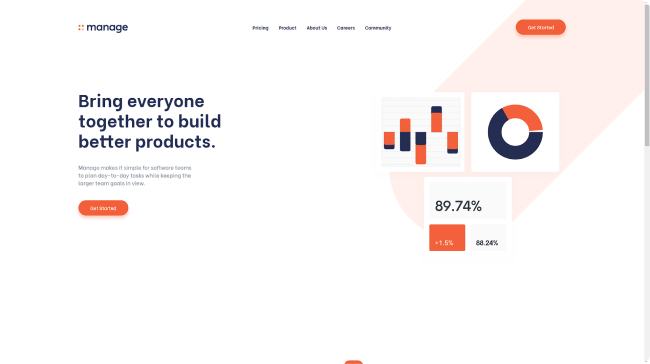 manage
Pricing Product About Us Careers Community
Get Started
Bring everyone
together to build
better products.
Manage makes it simple for software teams
to plan day-to-day tasks while keeping the
larger team goals in view.
Get Started
89.74%
+1.5%
88.24%